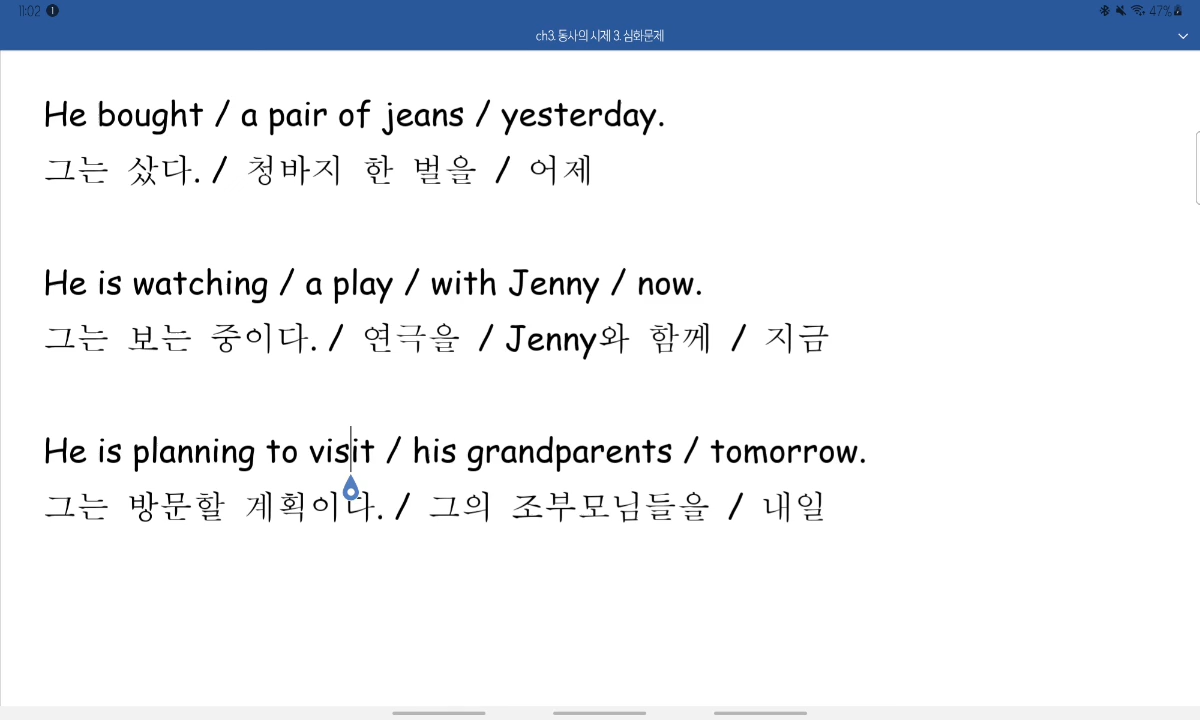 11:02 1 47%
ch3. 동사의 시제 3. 심화문제
He bought / a pair of jeans / yesterday.
그는 샀다. / 청바지 한 벌을 / 어제
He is watching / a play / with Jenny / now.
그는 보는 중이다. / 연극을 / Jenny와 함께 / 지금
He is planning to visit / his grandparents / tomorrow.
그는 방문할 계획이다. / 그의 조부모님들을 / 내일